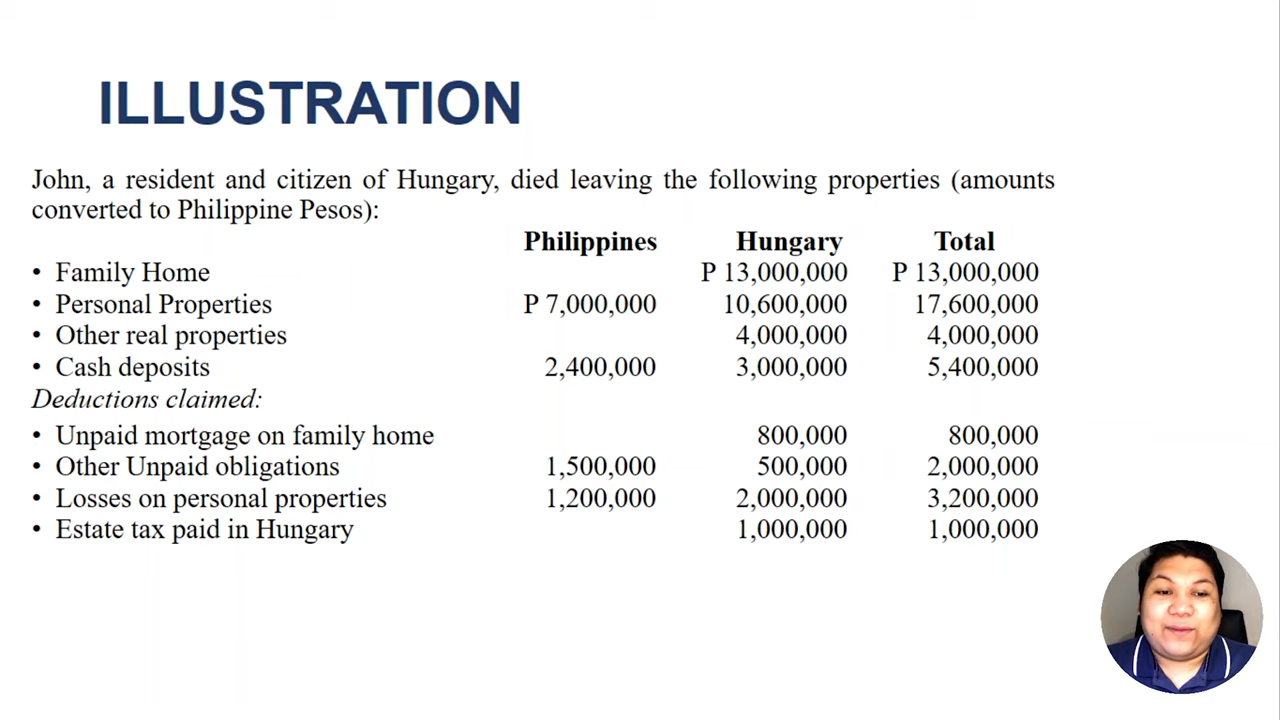 ILLUSTRATION
John, a resident and citizen of Hungary, died leaving the following properties (amounts
converted to Philippine Pesos):
Philippines Hungary Total
• Family Home P 13,000,000 P 13,000,000
• Personal Properties P 7,000,000 10,600,000 17,600,000
• Other real properties 4,000,000 4,000,000
• Cash deposits 2,400,000 3,000,000 5,400,000
Deductions claimed:
• Unpaid mortgage on family home 800,000 800,000
• Other Unpaid obligations 1,500,000 500,000 2,000,000
• Losses on personal properties 1,200,000 2,000,000 3,200,000
• Estate tax paid in Hungary 1,000,000 1,000,000